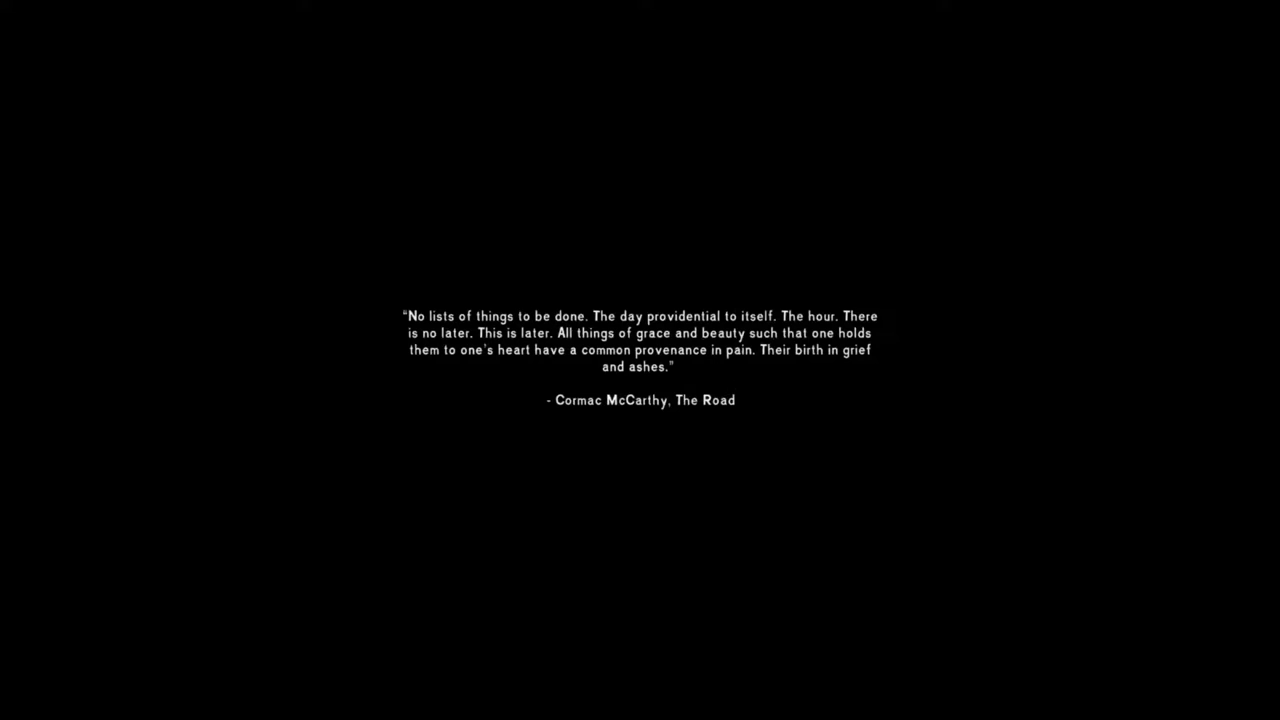 “No lists of things to be done. The day providential to itself. The hour. There
is no later. This is later. All things of grace and beauty such that one holds
them to one's heart have a common provenance in pain. Their birth in grief
and ashes.”
- Cormac McCarthy, The Road